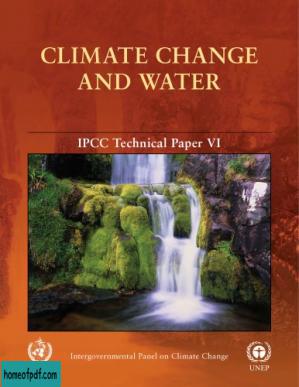 CLIMATE CHANGE
AND WATER
IPCC Technical Paper VI
Intergovernmental Panel on Climate Change
UNEP
homeofpdf.com